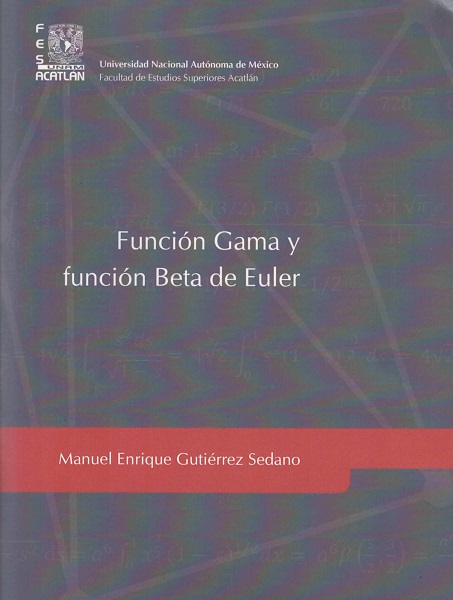 F
E
S
UNAM
ACATLÁN
Universidad Nacional Autónoma de México
Facultad de Estudios Superiores Acatlán
Función Gama y
función Beta de Euler
Manuel Enrique Gutiérrez Sedano